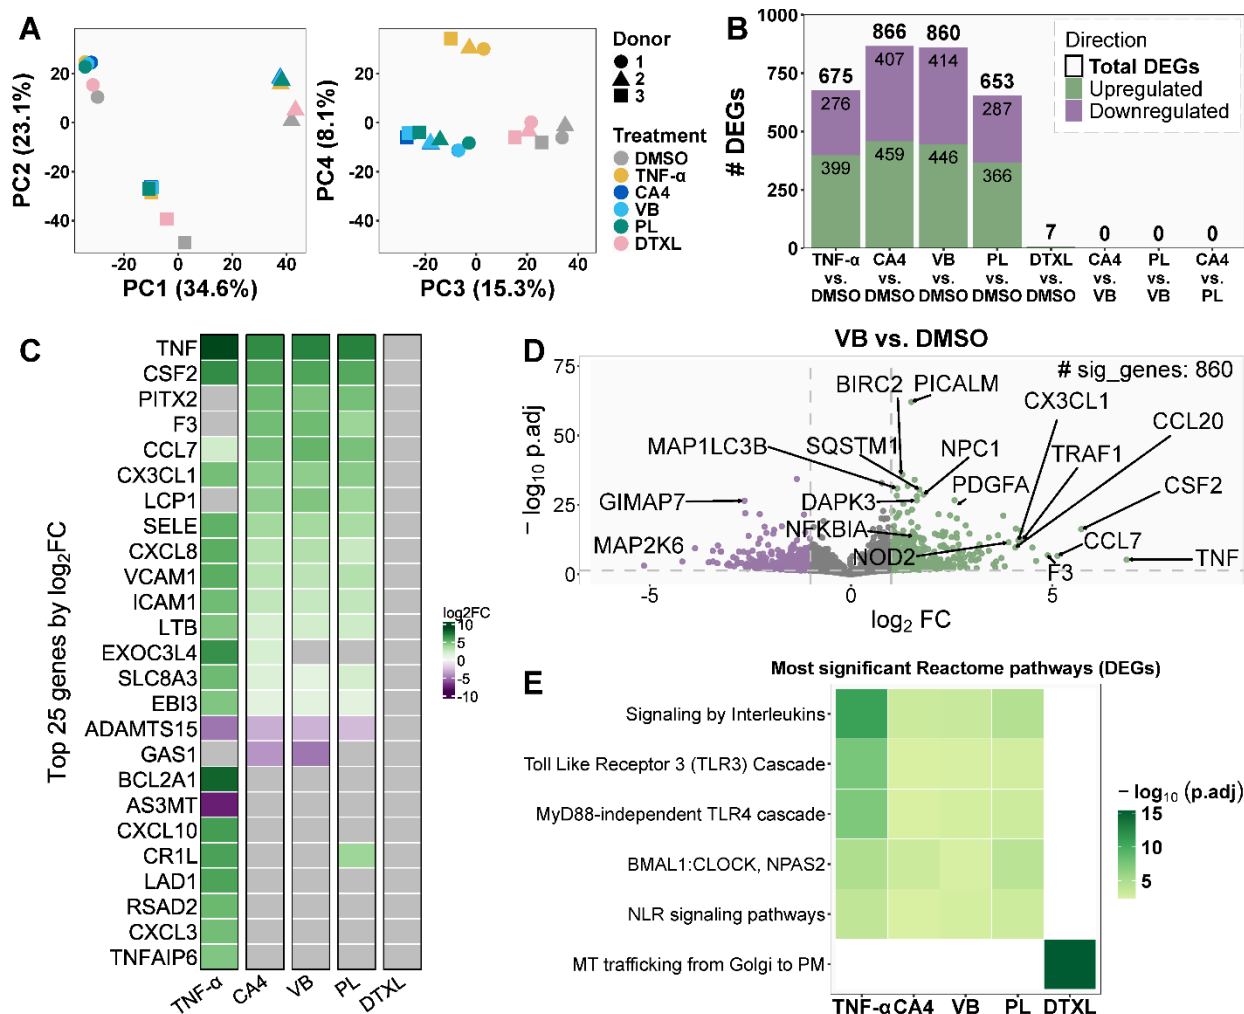 A
PC2 (23.1%)
20
0
-20
-40
-20
0
20
40
PC1 (34.6%)
PC4 (8.1%)
20
0
-20
-40
-20
0
20
40
PC3 (15.3%)
Donor
1
2
3
Treatment
DMSO
TNF-α
CA4
VB
PL
DTXL
B
# DEGs
1000
750
500
250
0
675
276
399
866
407
459
860
414
446
653
287
366
7
0
0
0
Direction
Total DEGs
Upregulated
Downregulated
TNF-α vs. DMSO
CA4 vs. DMSO
VB vs. DMSO
PL vs. DMSO
DTXL vs. DMSO
CA4 vs. VB
PL vs. VB
CA4 vs. PL
C
Top 25 genes by log2FC
TNF
CSF2
PITX2
F3
CCL7
CX3CL1
LCP1
SELE
CXCL8
VCAM1
ICAM1
LTB
EXOC3L4
SLC8A3
EBI3
ADAMTS15
GAS1
BCL2A1
AS3MT
CXCL10
CR1L
LAD1
RSAD2
CXCL3
TNFAIP6
TNF-α
CA4
VB
PL
DTXL
log2FC
10
5
0
-5
-10
D
VB vs. DMSO
# sig_genes: 860
− log10 p.adj
75
50
25
0
-5
0
5
log2 FC
BIRC2
PICALM
CX3CL1
CCL20
MAP1LC3B
SQSTM1
NPC1
TRAF1
GIMAP7
DAPK3
PDGFA
CSF2
NFKBIA
MAP2K6
NOD2
F3
CCL7
TNF
E
Most significant Reactome pathways (DEGs)
Signaling by Interleukins
Toll Like Receptor 3 (TLR3) Cascade
MyD88-independent TLR4 cascade
BMAL1:CLOCK, NPAS2
NLR signaling pathways
MT trafficking from Golgi to PM
TNF-α
CA4
VB
PL
DTXL
− log10 (p.adj)
15
10
5